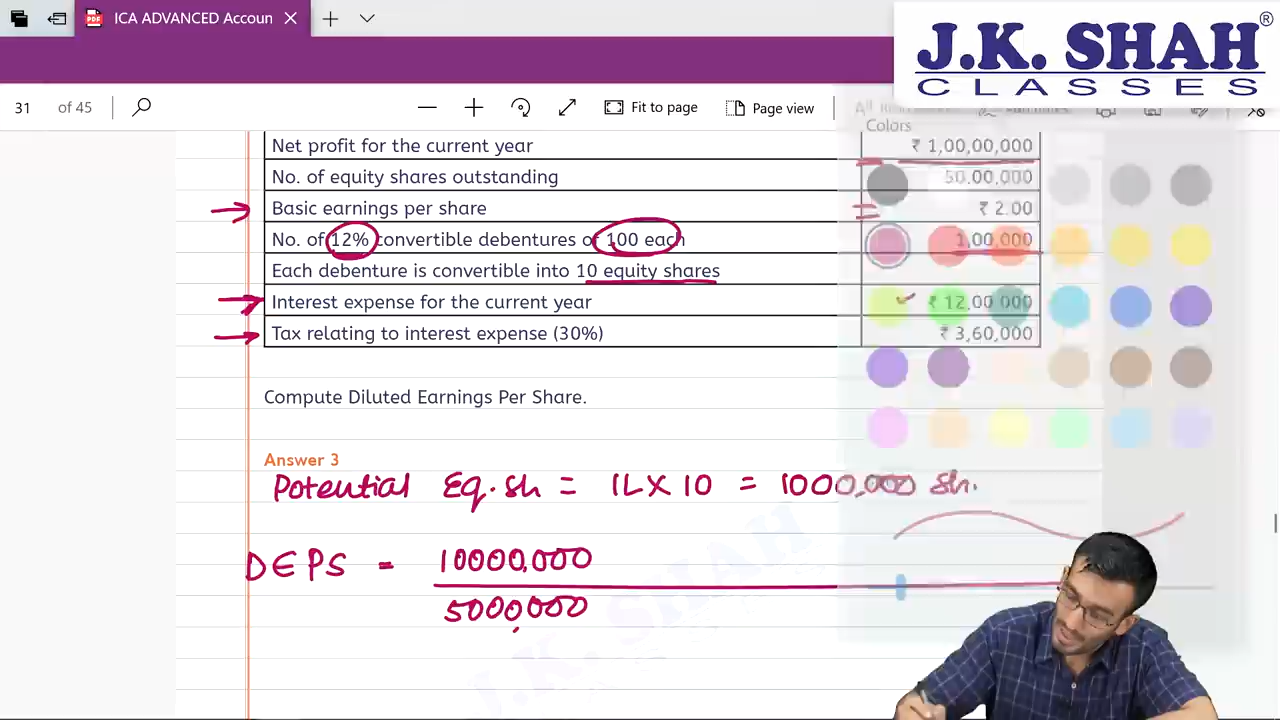 ICA ADVANCED Accoun
J.K. SHAH®
CLASSES
31 of 45
Fit to page
Page view
Colors
Net profit for the current year ₹ 1,00,00,000
No. of equity shares outstanding 50,00,000
Basic earnings per share ₹ 2.00
No. of 12% convertible debentures of 100 each 1,00,000
Each debenture is convertible into 10 equity shares
Interest expense for the current year ₹ 12,00,000
Tax relating to interest expense (30%) ₹ 3,60,000
Compute Diluted Earnings Per Share.
Answer 3
Potential Eq. sh = 1L X 10 = 1000,000 Sh.
DEPS = 10000,000
5000,000
J.K. SHAH